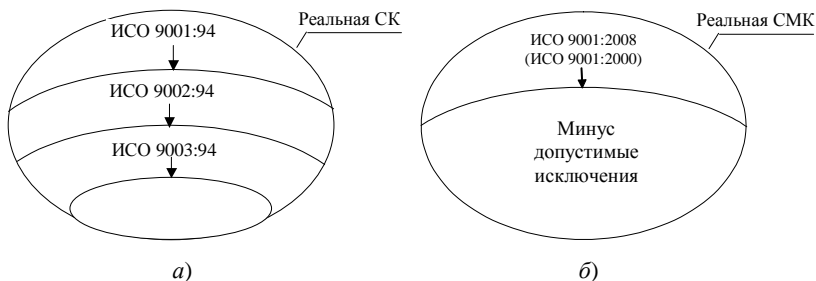 Реальная СК
ИСО 9001:94
ИСО 9002:94
ИСО 9003:94
а)
Реальная СМК
ИСО 9001:2008
(ИСО 9001:2000)
Минус
допустимые
исключения
б)